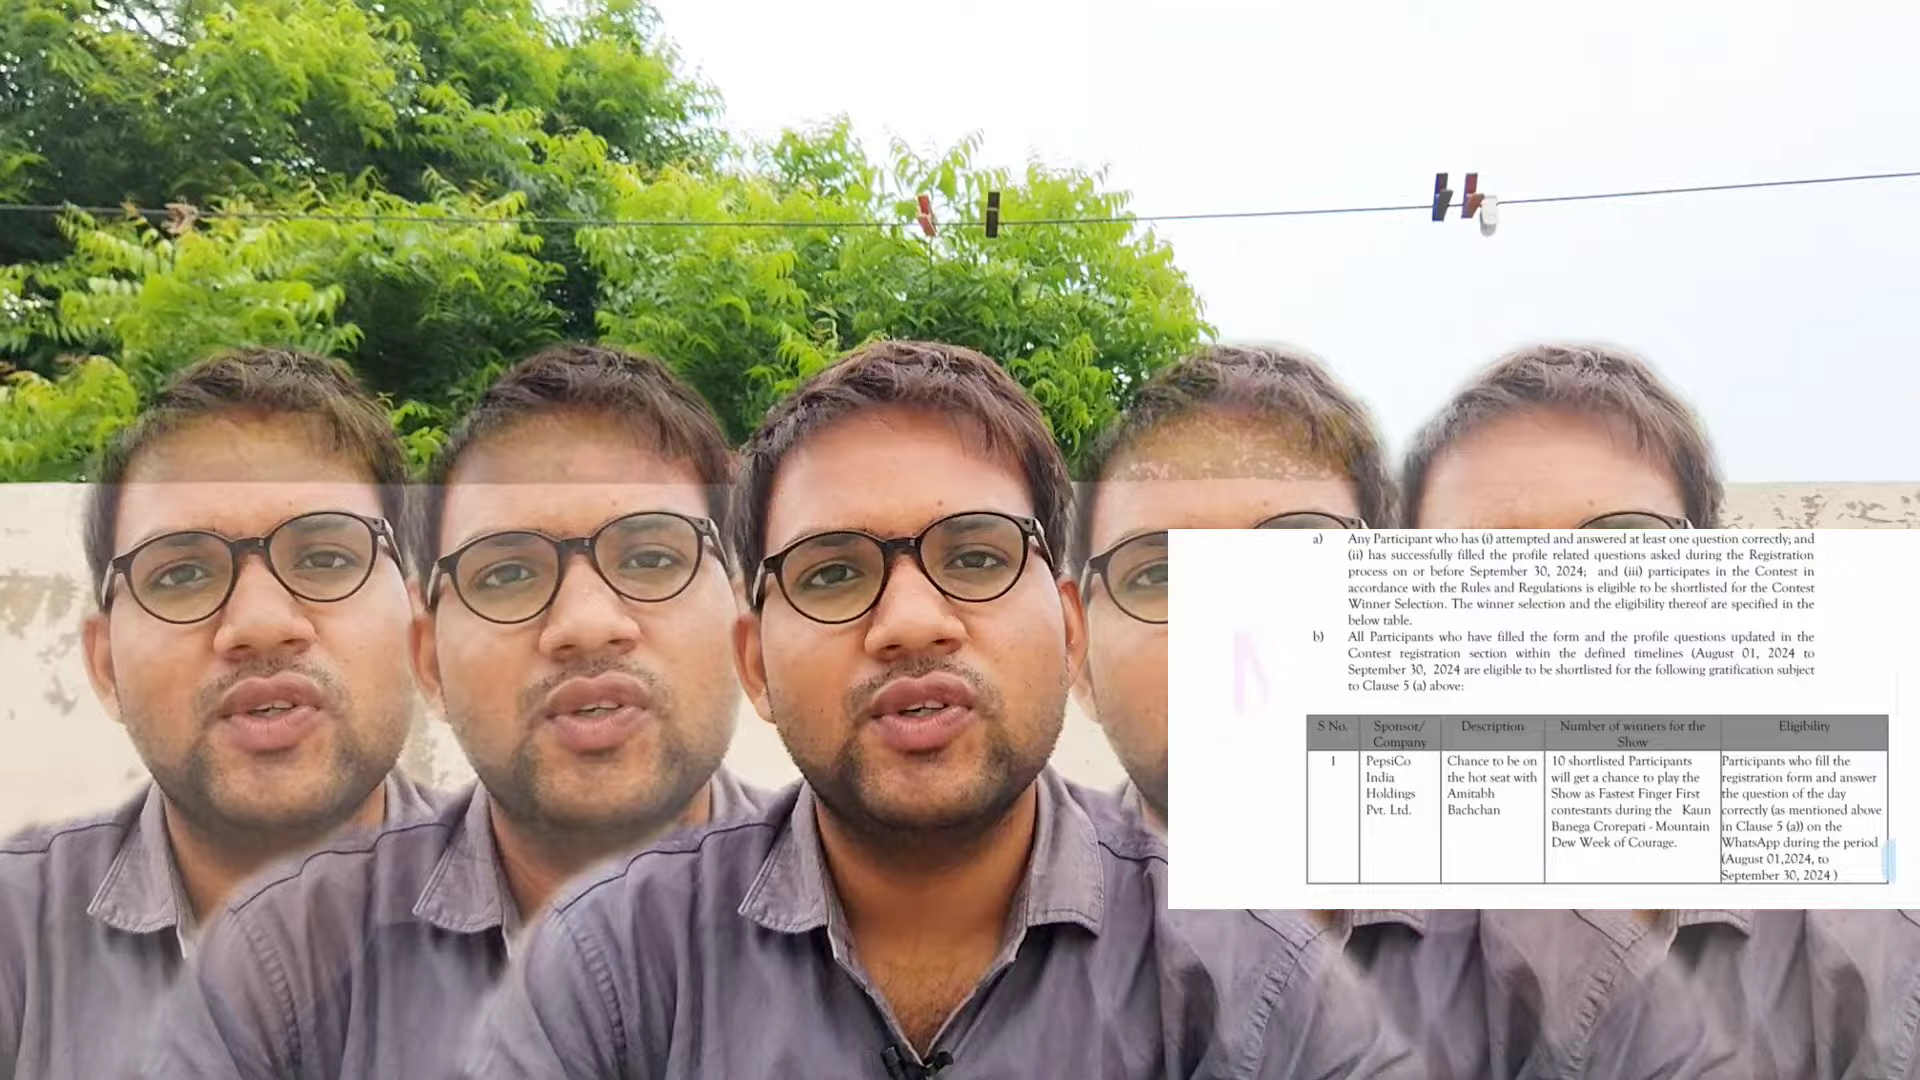 a) Any Participant who has (i) attempted and answered at least one question correctly; and
(ii) has successfully filled the profile related questions asked during the Registration
process on or before September 30, 2024; and (iii) participates in the Contest in
accordance with the Rules and Regulations is eligible to be shortlisted for the Contest
Winner Selection. The winner selection and the eligibility thereof are specified in the
below table.
b) All Participants who have filled the form and the profile questions updated in the
Contest registration section within the defined timelines (August 01, 2024 to
September 30, 2024 are eligible to be shortlisted for the following gratification subject
to Clause 5 (a) above:
S No.
Sponsor/
Company
Description
Number of winners for the
Show
Eligibility
1
PepsiCo
India
Holdings
Pvt. Ltd.
Chance to be on
the hot seat with
Amitabh
Bachchan
10 shortlisted Participants
will get a chance to play the
Show as Fastest Finger First
contestants during the Kaun
Banega Crorepati - Mountain
Dew Week of Courage.
Participants who fill the
registration form and answer
the question of the day
correctly (as mentioned above
in Clause 5 (a)) on the
WhatsApp during the period
(August 01,2024, to
September 30, 2024 )